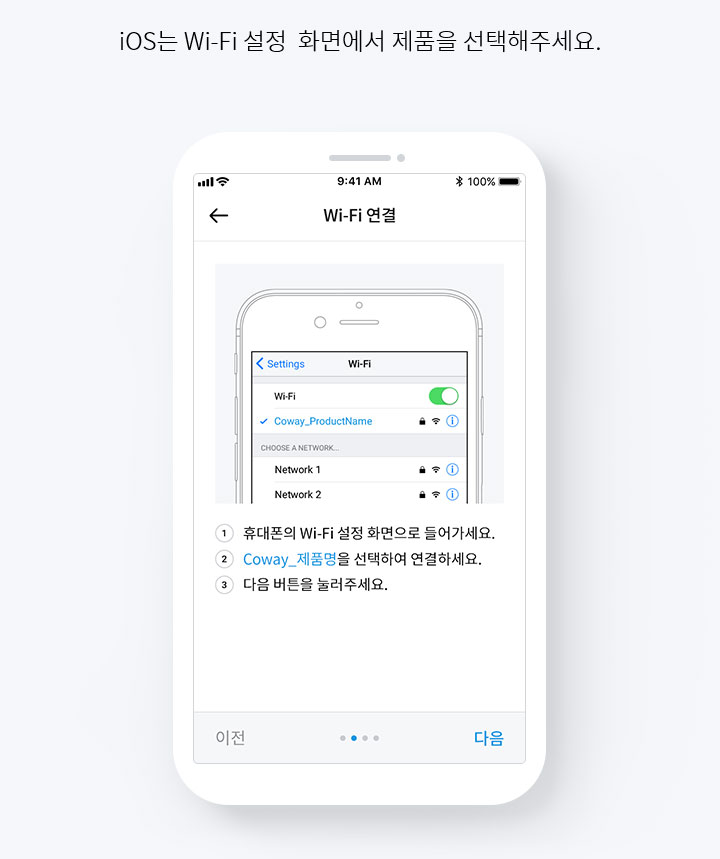 iOS는 Wi-Fi 설정 화면에서 제품을 선택해주세요.
9:41 AM
100%
Wi-Fi 연결
Settings
Wi-Fi
Wi-Fi
Coway_ProductName
CHOOSE A NETWORK...
Network 1
Network 2
1 휴대폰의 Wi-Fi 설정 화면으로 들어가세요.
2 Coway_제품명을 선택하여 연결하세요.
3 다음 버튼을 눌러주세요.
이전
다음